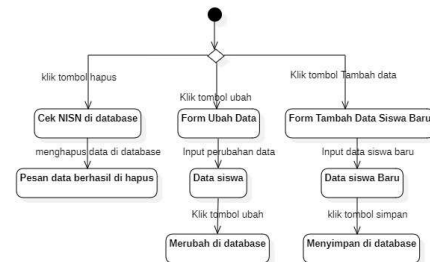 klik tombol hapus
Klik tombol ubah
Klik tombol Tambah data
Cek NISN di database
Form Ubah Data
Form Tambah Data Siswa Baru
menghapus data di database
Input perubahan data
Input data siswa baru
Pesan data berhasil di hapus
Data siswa
Data siswa Baru
Klik tombol ubah
klik tombol simpan
Merubah di database
Menyimpan di database